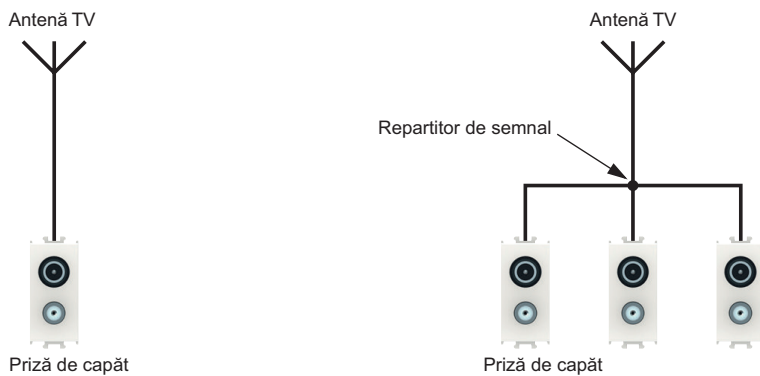 Antenă TV
Antenă TV
Repartitor de semnal
Priză de capăt
Priză de capăt